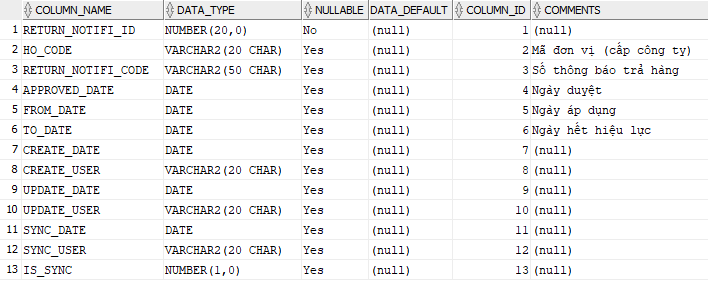 COLUMN_NAME DATA_TYPE NULLABLE DATA_DEFAULT COLUMN_ID COMMENTS
1 RETURN_NOTIFI_ID NUMBER(20,0) No (null) 1 (null)
2 HO_CODE VARCHAR2(20 CHAR) Yes (null) 2 Mã đơn vị (cấp công ty)
3 RETURN_NOTIFI_CODE VARCHAR2(50 CHAR) Yes (null) 3 Số thông báo trả hàng
4 APPROVED_DATE DATE Yes (null) 4 Ngày duyệt
5 FROM_DATE DATE Yes (null) 5 Ngày áp dụng
6 TO_DATE DATE Yes (null) 6 Ngày hết hiệu lực
7 CREATE_DATE DATE Yes (null) 7 (null)
8 CREATE_USER VARCHAR2(20 CHAR) Yes (null) 8 (null)
9 UPDATE_DATE DATE Yes (null) 9 (null)
10 UPDATE_USER VARCHAR2(20 CHAR) Yes (null) 10 (null)
11 SYNC_DATE DATE Yes (null) 11 (null)
12 SYNC_USER VARCHAR2(20 CHAR) Yes (null) 12 (null)
13 IS_SYNC NUMBER(1,0) Yes (null) 13 (null)